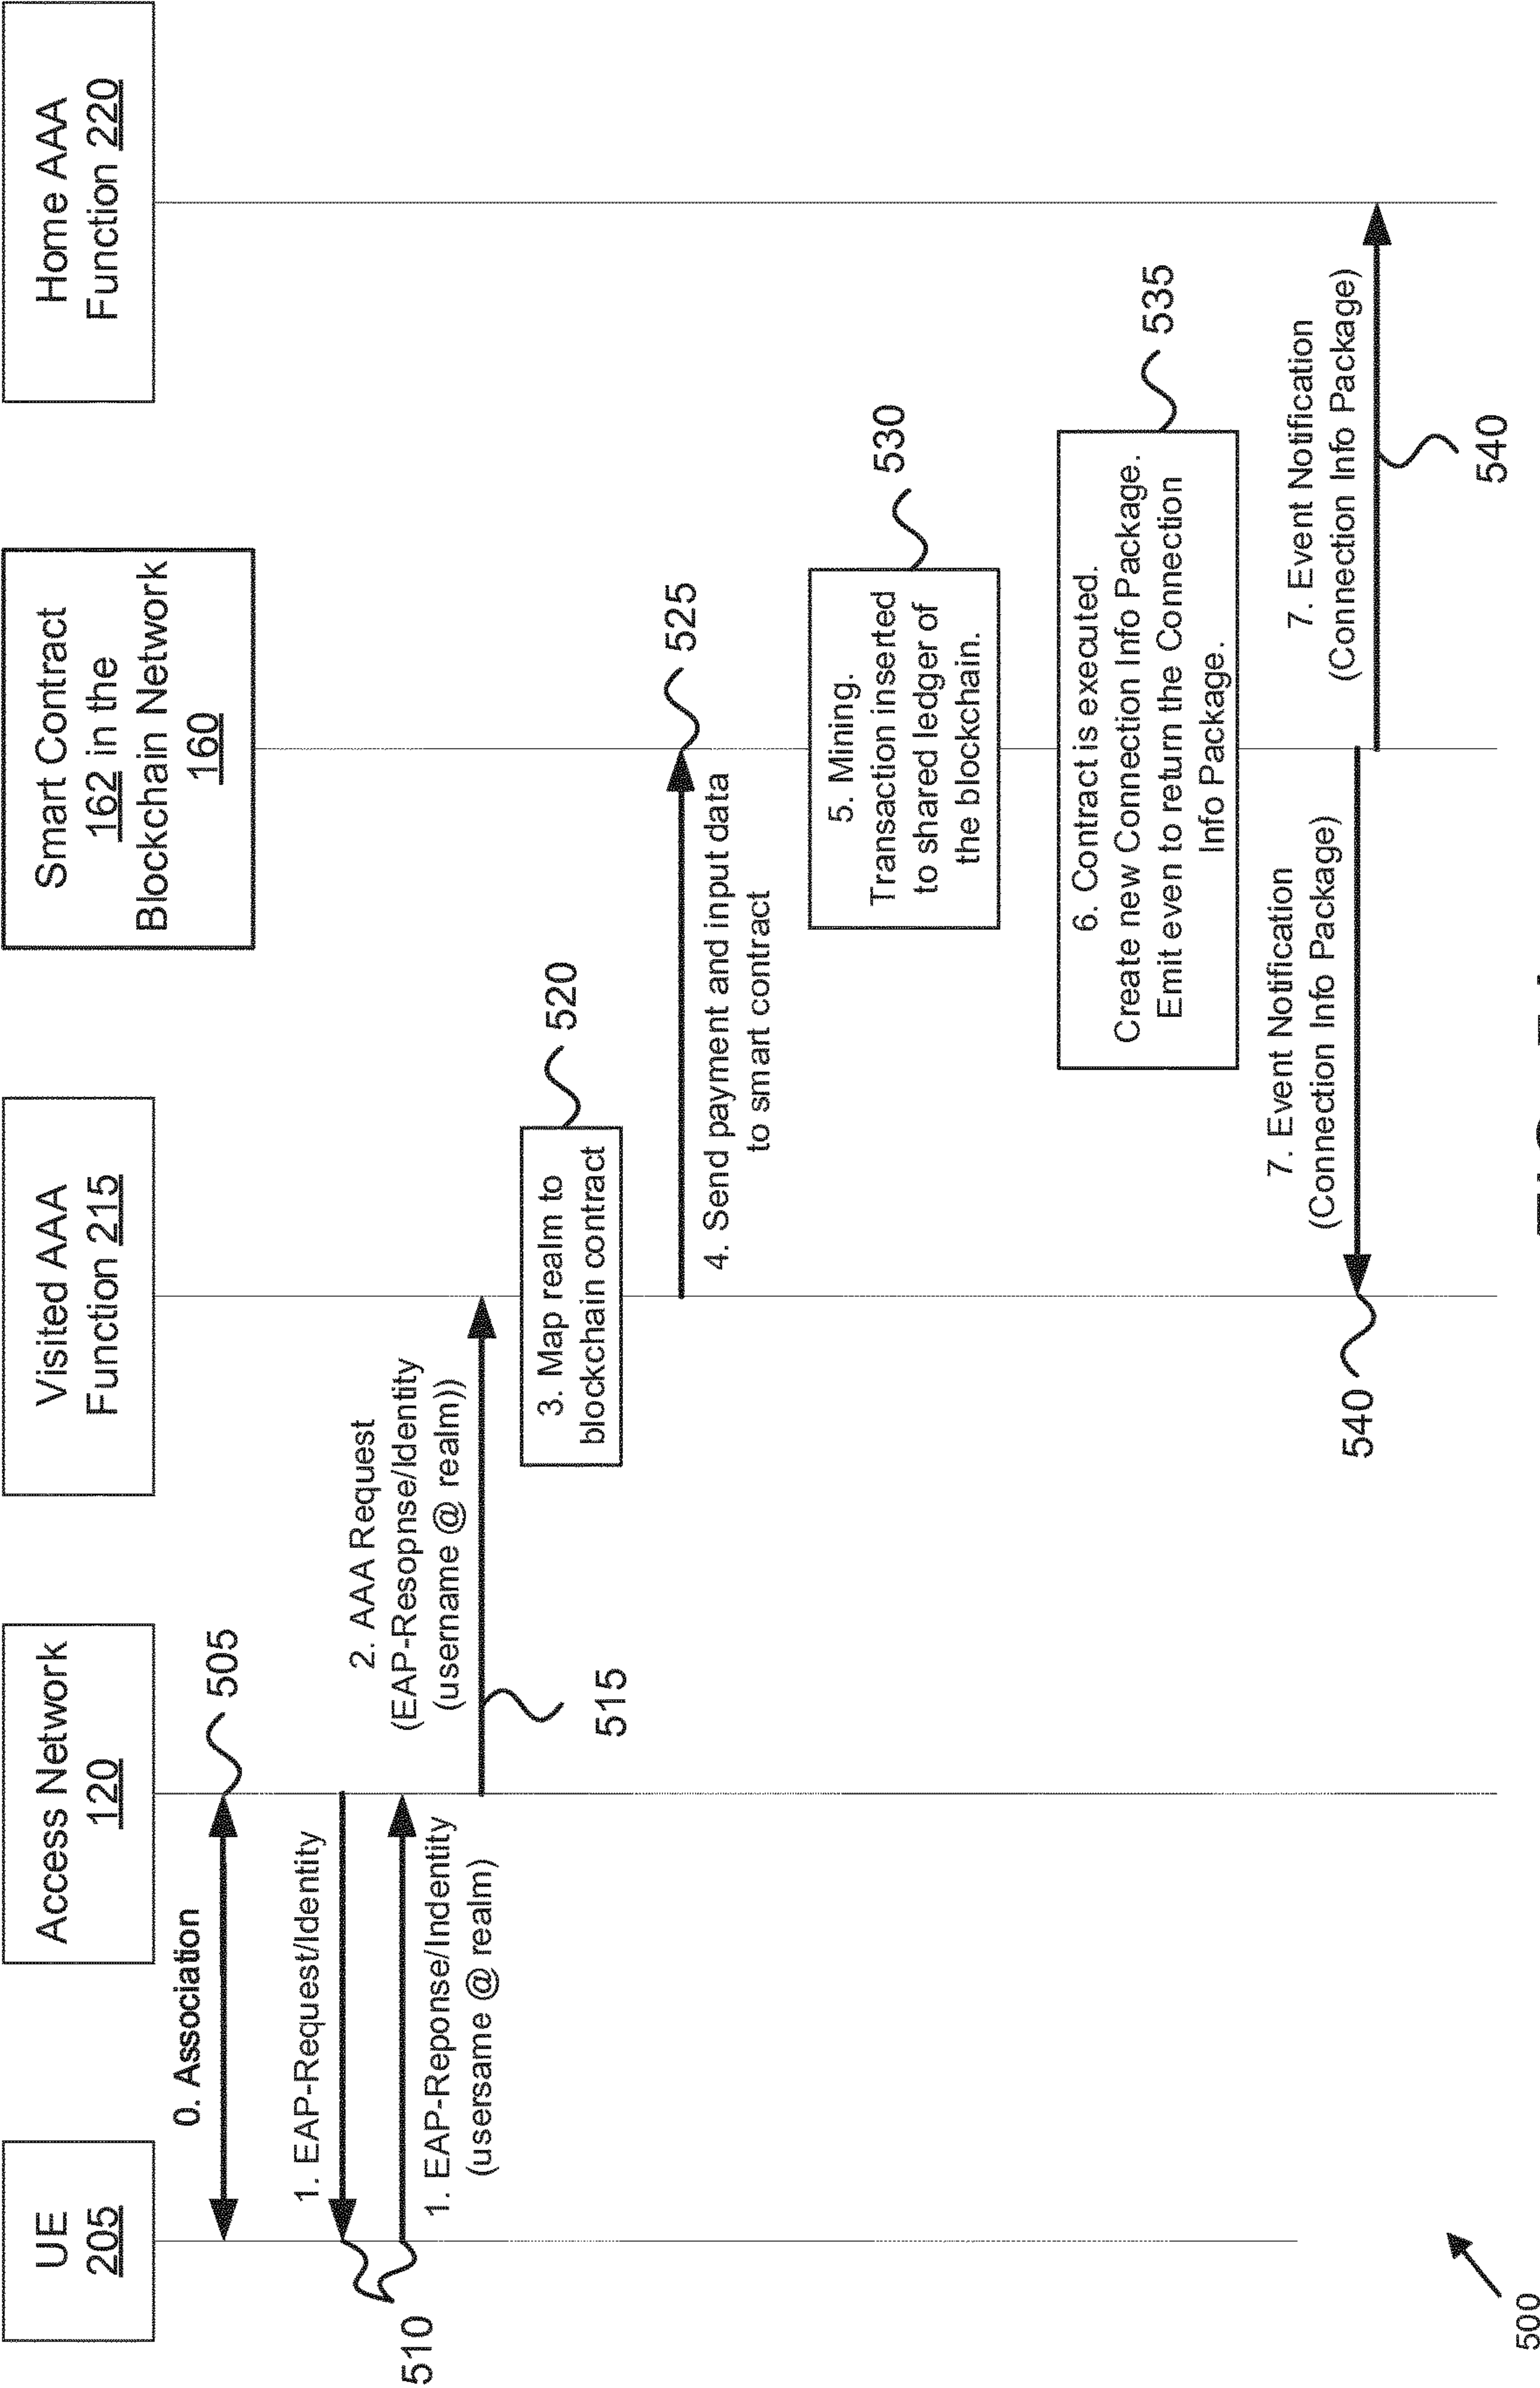 UE
205
Access Network
120
Visited AAA
Function 215
Smart Contract
162 in the
Blockchain Network
160
Home AAA
Function 220
0. Association
505
1. EAP-Request/Identity
510
1. EAP-Reponse/Indentity
(usersame @ realm)
2. AAA Request
(EAP-Resopnse/Identity
(username @ realm))
515
3. Map realm to
blockchain contract
520
4. Send payment and input data
to smart contract
525
5. Mining.
Transaction inserted
to shared ledger of
the blockchain.
530
6. Contract is executed.
Create new Connection Info Package.
Emit even to return the Connection
Info Package.
535
7. Event Notification
(Connection Info Package)
540
7. Event Notification
(Connection Info Package)
540
500